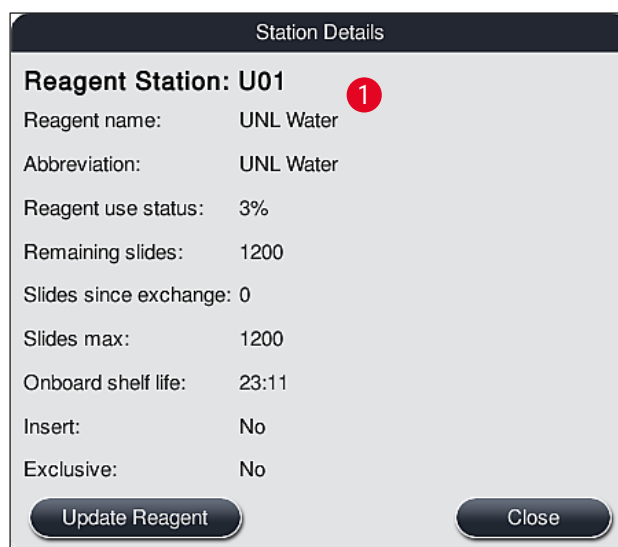 Station Details
Reagent Station: U01
1
Reagent name: UNL Water
Abbreviation: UNL Water
Reagent use status: 3%
Remaining slides: 1200
Slides since exchange: 0
Slides max: 1200
Onboard shelf life: 23:11
Insert: No
Exclusive: No
Update Reagent Close